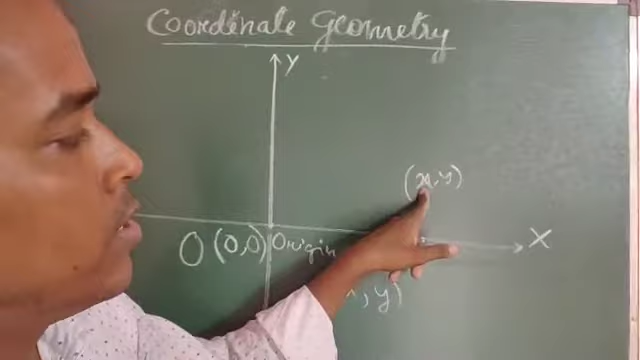 Coordinate Geometry
Y
(x,y)
X
O (0,0) Origin
, y)